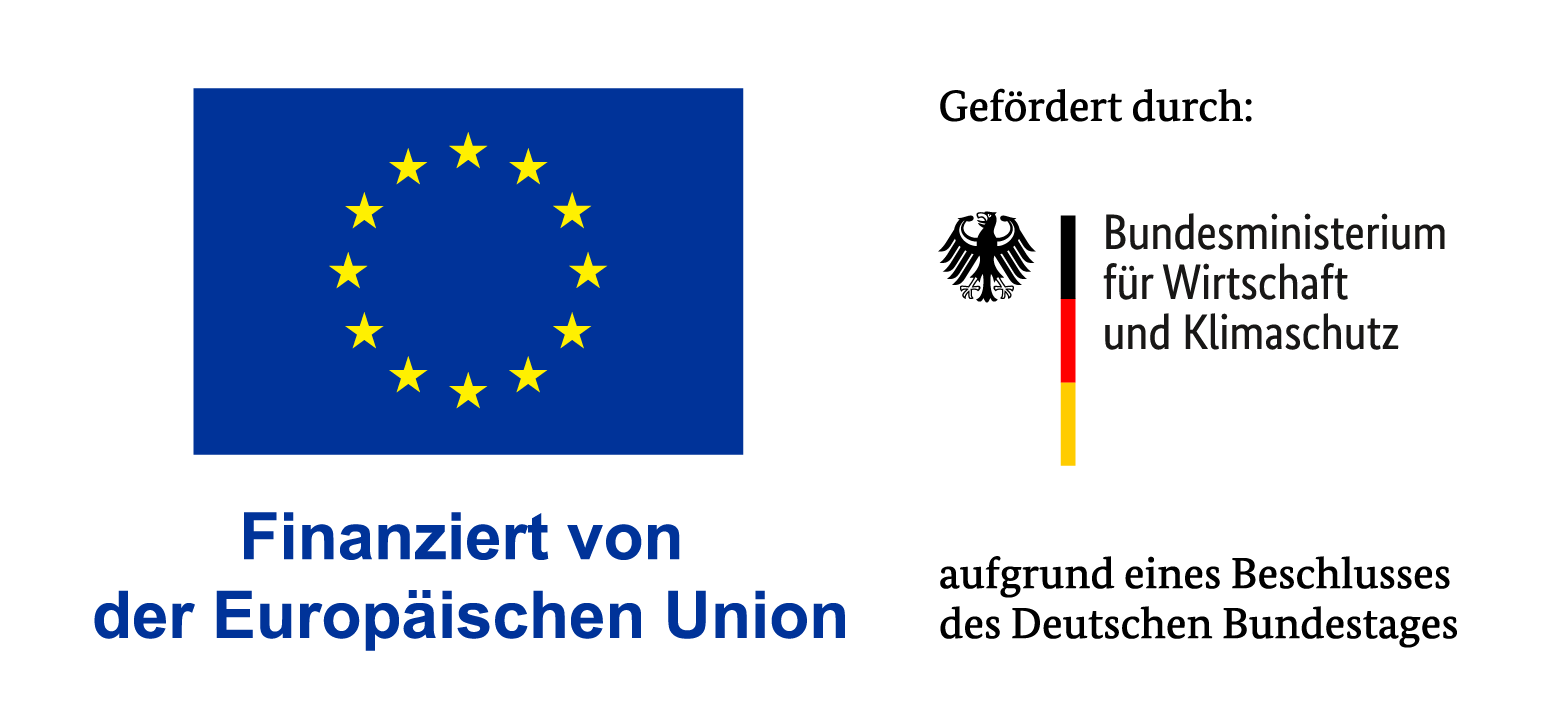 Finanziert von
der Europäischen Union
Gefördert durch:
Bundesministerium
für Wirtschaft
und Klimaschutz
aufgrund eines Beschlusses
des Deutschen Bundestages